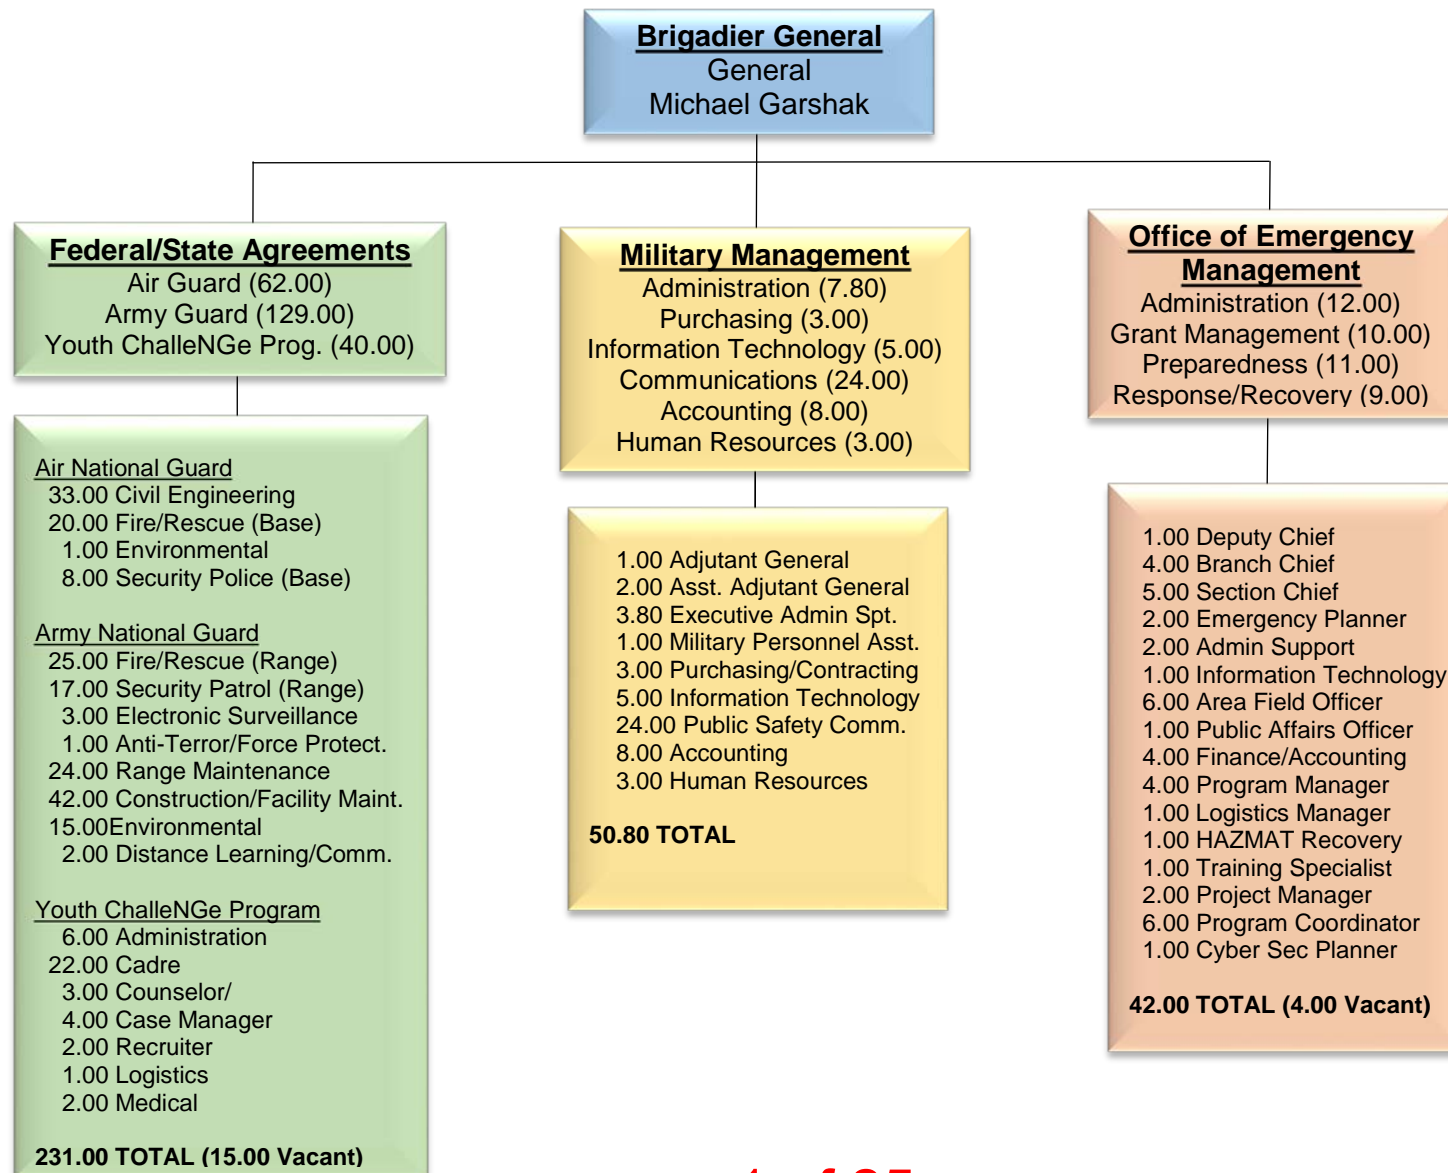 Brigadier General
General
Michael Garshak
Federal/State Agreements
Air Guard (62.00)
Army Guard (129.00)
Youth ChalleNGe Prog. (40.00)
Air National Guard
33.00 Civil Engineering
20.00 Fire/Rescue (Base)
1.00 Environmental
8.00 Security Police (Base)
Army National Guard
25.00 Fire/Rescue (Range)
17.00 Security Patrol (Range)
3.00 Electronic Surveillance
1.00 Anti-Terror/Force Protect.
24.00 Range Maintenance
42.00 Construction/Facility Maint.
15.00Environmental
2.00 Distance Learning/Comm.
Youth ChalleNGe Program
6.00 Administration
22.00 Cadre
3.00 Counselor/
4.00 Case Manager
2.00 Recruiter
1.00 Logistics
2.00 Medical
231.00 TOTAL (15.00 Vacant)
Military Management
Administration (7.80)
Purchasing (3.00)
Information Technology (5.00)
Communications (24.00)
Accounting (8.00)
Human Resources (3.00)
1.00 Adjutant General
2.00 Asst. Adjutant General
3.80 Executive Admin Spt.
1.00 Military Personnel Asst.
3.00 Purchasing/Contracting
5.00 Information Technology
24.00 Public Safety Comm.
8.00 Accounting
3.00 Human Resources
50.80 TOTAL
Office of Emergency
Management
Administration (12.00)
Grant Management (10.00)
Preparedness (11.00)
Response/Recovery (9.00)
1.00 Deputy Chief
4.00 Branch Chief
5.00 Section Chief
2.00 Emergency Planner
2.00 Admin Support
1.00 Information Technology
6.00 Area Field Officer
1.00 Public Affairs Officer
4.00 Finance/Accounting
4.00 Program Manager
1.00 Logistics Manager
1.00 HAZMAT Recovery
1.00 Training Specialist
2.00 Project Manager
6.00 Program Coordinator
1.00 Cyber Sec Planner
42.00 TOTAL (4.00 Vacant)